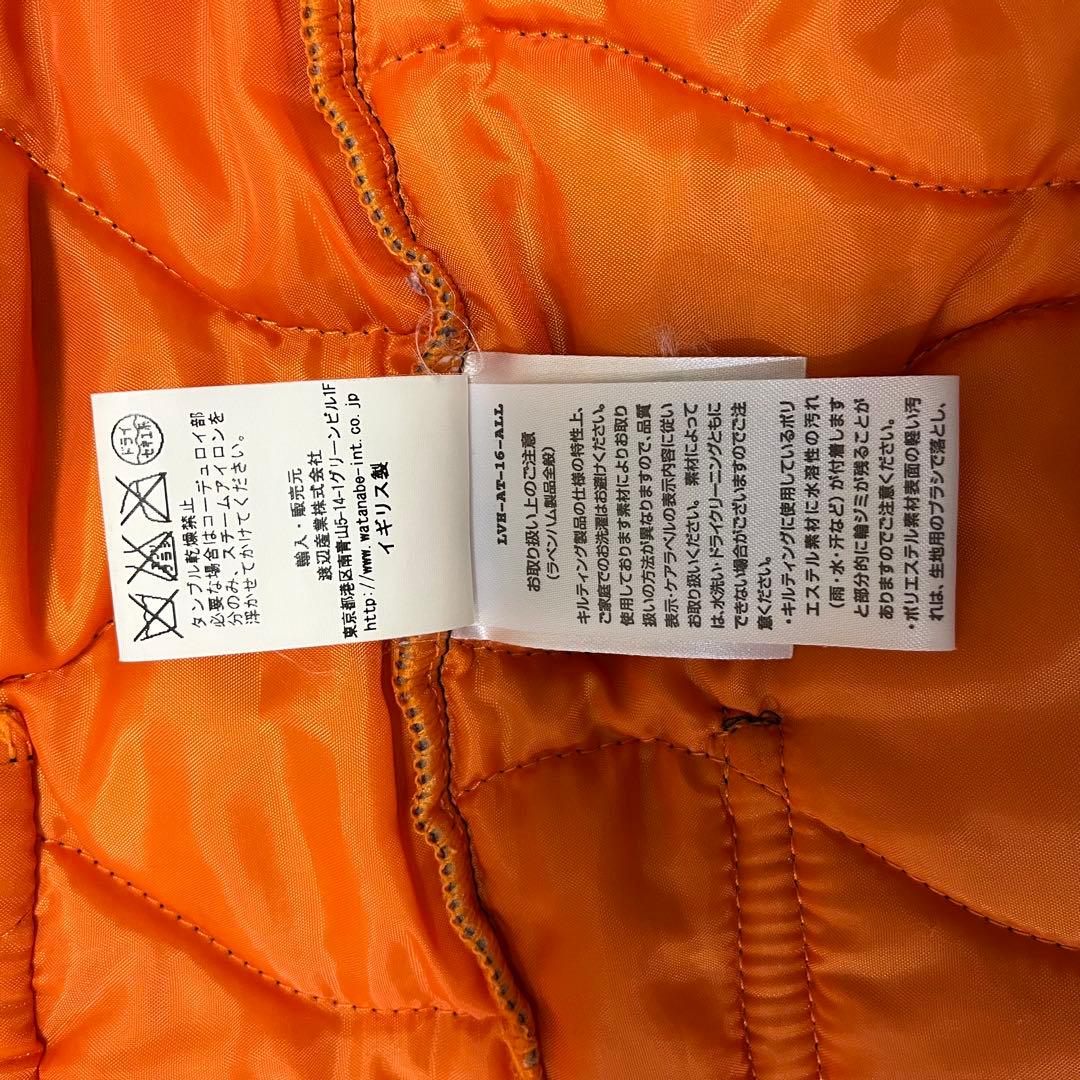 ドライ
セキユ系
エンソ
サラシ
タンブル乾燥禁止
必要な場合はコーデュロイ部
分のみ、スチームアイロンを
浮かせてかけてください。
輸入・販売元
渡辺産業株式会社
東京都港区南青山5-14-1グリーンビル1F
http://www.watanabe-int.co.jp
イギリス製
LVH-AT-16-ALL
お取り扱い上のご注意
(ラベンハム製品全般)
キルティング製品の仕様の特性上、
ご家庭でのお洗濯はお避けください。
使用しております素材によりお取り
扱いの方法が異なりますので、品質
表示・ケアラベルの表示内容に従い
お取り扱いください。素材によって
は、水洗い・ドライクリーニングともに
できない場合がございますのでご注
意ください。
・キルティングに使用しているポリ
エステル素材に水溶性の汚れ
(雨・水・汗など)が付着します
と部分的に輪ジミが残ることが
ありますのでご注意ください。
・ポリエステル素材表面の軽い汚
れは、生地用のブラシで落とし、